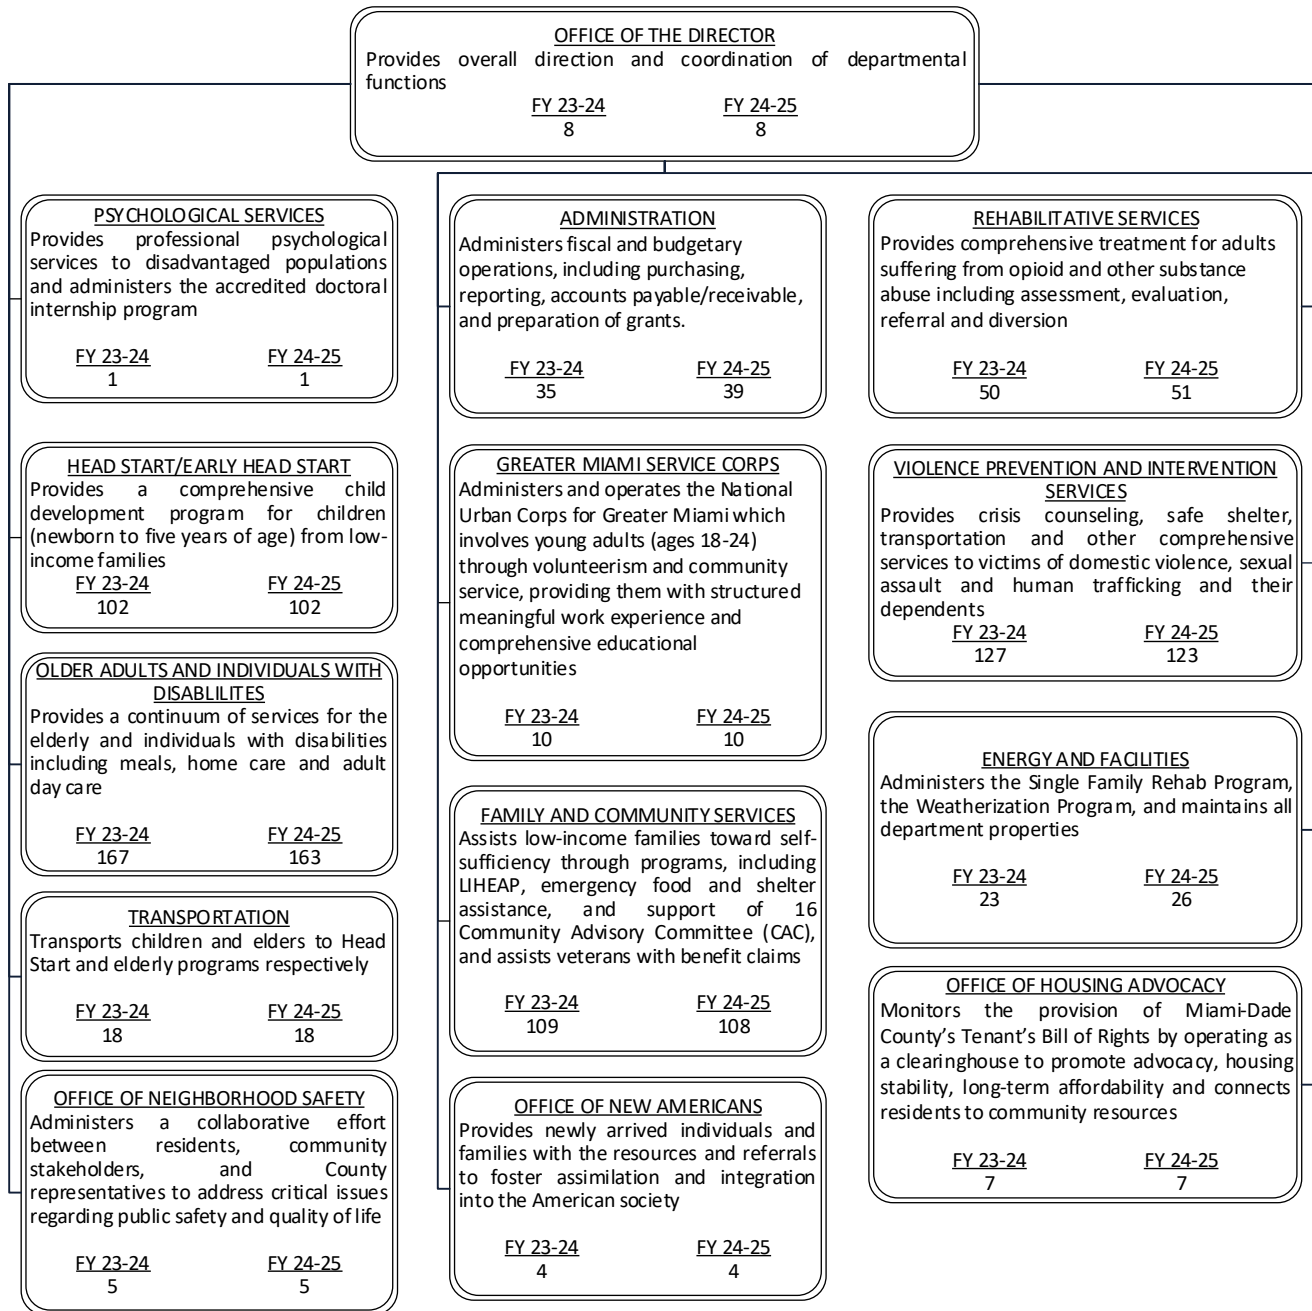 OFFICE OF THE DIRECTOR
Provides overall direction and coordination of departmental
functions
FY 23-24 FY 24-25
8 8
PSYCHOLOGICAL SERVICES
Provides professional psychological
services to disadvantaged populations
and administers the accredited doctoral
internship program
FY 23-24 FY 24-25
1 1
HEAD START/EARLY HEAD START
Provides a comprehensive child
development program for children
(newborn to five years of age) from low-
income families
FY 23-24 FY 24-25
102 102
OLDER ADULTS AND INDIVIDUALS WITH
DISABLILITES
Provides a continuum of services for the
elderly and individuals with disabilities
including meals, home care and adult
day care
FY 23-24 FY 24-25
167 163
TRANSPORTATION
Transports children and elders to Head
Start and elderly programs respectively
FY 23-24 FY 24-25
18 18
OFFICE OF NEIGHBORHOOD SAFETY
Administers a collaborative effort
between residents, community
stakeholders, and County
representatives to address critical issues
regarding public safety and quality of life
FY 23-24 FY 24-25
5 5
ADMINISTRATION
Administers fiscal and budgetary
operations, including purchasing,
reporting, accounts payable/receivable,
and preparation of grants.
FY 23-24 FY 24-25
35 39
GREATER MIAMI SERVICE CORPS
Administers and operates the National
Urban Corps for Greater Miami which
involves young adults (ages 18-24)
through volunteerism and community
service, providing them with structured
meaningful work experience and
comprehensive educational
opportunities
FY 23-24 FY 24-25
10 10
FAMILY AND COMMUNITY SERVICES
Assists low-income families toward self-
sufficiency through programs, including
LIHEAP, emergency food and shelter
assistance, and support of 16
Community Advisory Committee (CAC),
and assists veterans with benefit claims
FY 23-24 FY 24-25
109 108
OFFICE OF NEW AMERICANS
Provides newly arrived individuals and
families with the resources and referrals
to foster assimilation and integration
into the American society
FY 23-24 FY 24-25
4 4
REHABILITATIVE SERVICES
Provides comprehensive treatment for adults
suffering from opioid and other substance
abuse including assessment, evaluation,
referral and diversion
FY 23-24 FY 24-25
50 51
VIOLENCE PREVENTION AND INTERVENTION
SERVICES
Provides crisis counseling, safe shelter,
transportation and other comprehensive
services to victims of domestic violence, sexual
assault and human trafficking and their
dependents
FY 23-24 FY 24-25
127 123
ENERGY AND FACILITIES
Administers the Single Family Rehab Program,
the Weatherization Program, and maintains all
department properties
FY 23-24 FY 24-25
23 26
OFFICE OF HOUSING ADVOCACY
Monitors the provision of Miami-Dade
County’s Tenant’s Bill of Rights by operating as
a clearinghouse to promote advocacy, housing
stability, long-term affordability and connects
residents to community resources
FY 23-24 FY 24-25
7 7